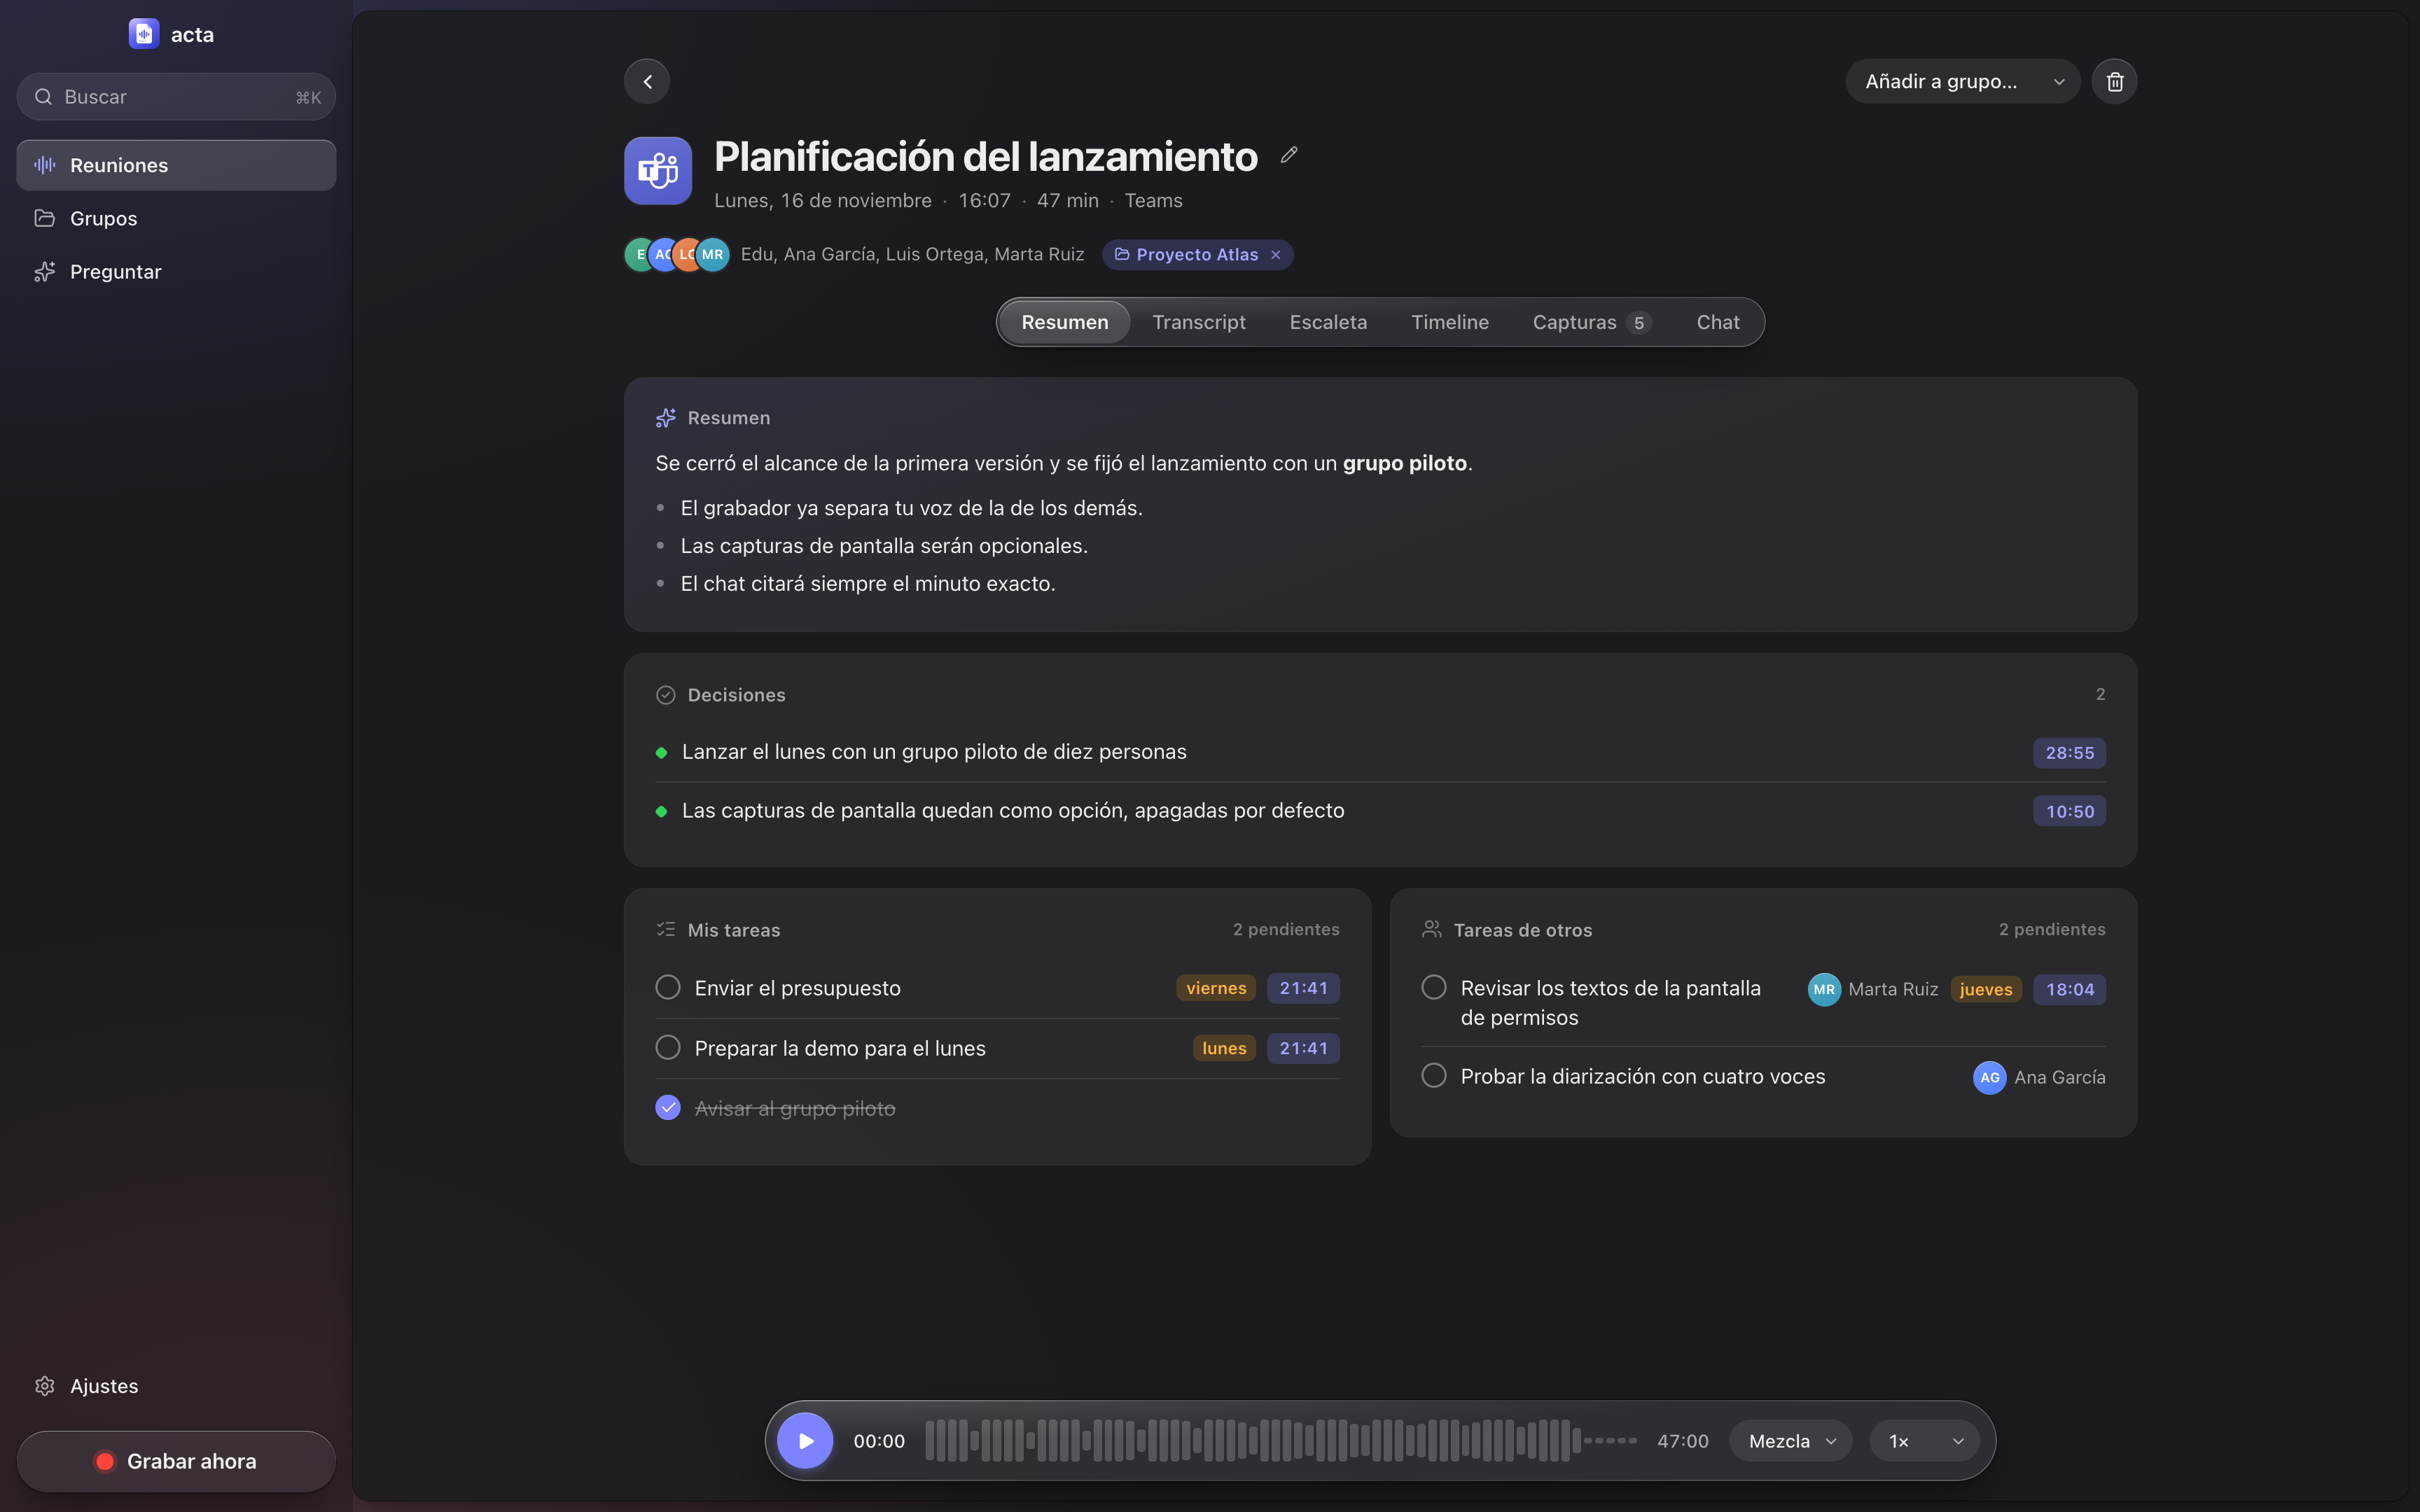 acta
Buscar ⌘K
Reuniones
Grupos
Preguntar
Ajustes
Grabar ahora
Añadir a grupo...
Planificación del lanzamiento
Lunes, 16 de noviembre · 16:07 · 47 min · Teams
E AG LO MR Edu, Ana García, Luis Ortega, Marta Ruiz Proyecto Atlas ×
Resumen Transcript Escaleta Timeline Capturas 5 Chat
Resumen
Se cerró el alcance de la primera versión y se fijó el lanzamiento con un grupo piloto.
• El grabador ya separa tu voz de la de los demás.
• Las capturas de pantalla serán opcionales.
• El chat citará siempre el minuto exacto.
Decisiones 2
Lanzar el lunes con un grupo piloto de diez personas 28:55
Las capturas de pantalla quedan como opción, apagadas por defecto 10:50
Mis tareas 2 pendientes
Enviar el presupuesto viernes 21:41
Preparar la demo para el lunes lunes 21:41
Avisar al grupo piloto
Tareas de otros 2 pendientes
Revisar los textos de la pantalla MR Marta Ruiz jueves 18:04
de permisos
Probar la diarización con cuatro voces AG Ana García
00:00 47:00 Mezcla 1×